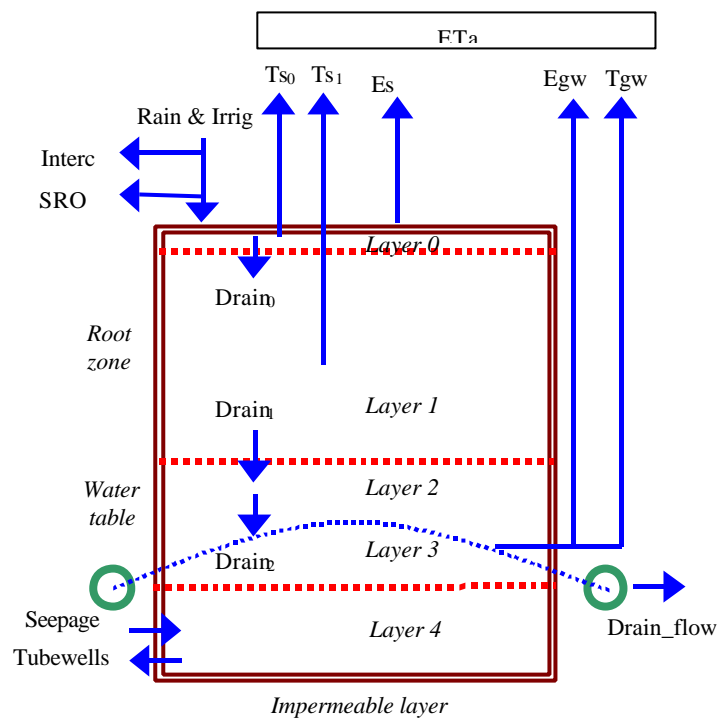 ETa
Ts0 Ts1 Es Egw Tgw
Rain & Irrig
Interc
SRO
Layer 0
Drain0
Root
zone
Drain1
Layer 1
Water
table
Layer 2
Layer 3
Drain2
Seepage
Layer 4
Drain_flow
Tubewells
Impermeable layer